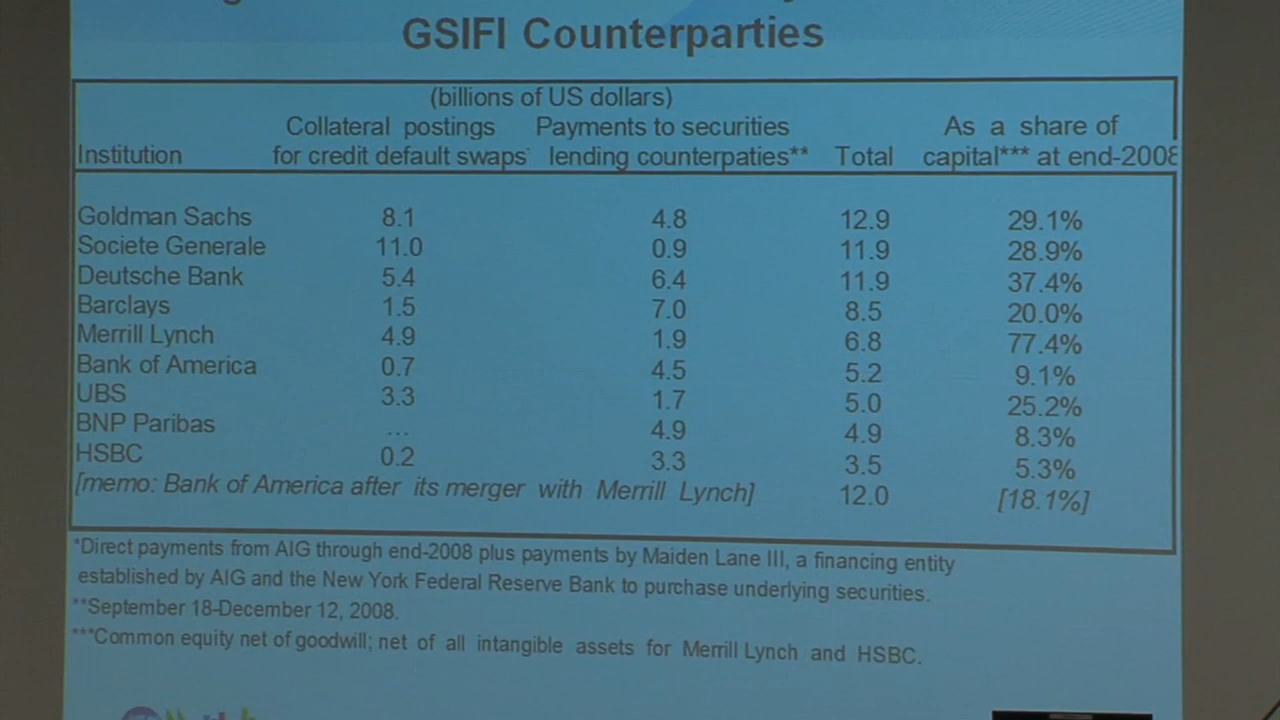 GSIFI Counterparties
(billions of US dollars)
Collateral postings Payments to securities As a share of
Institution for credit default swaps* lending counterpaties** Total capital*** at end-2008
Goldman Sachs 8.1 4.8 12.9 29.1%
Societe Generale 11.0 0.9 11.9 28.9%
Deutsche Bank 5.4 6.4 11.9 37.4%
Barclays 1.5 7.0 8.5 20.0%
Merrill Lynch 4.9 1.9 6.8 77.4%
Bank of America 0.7 4.5 5.2 9.1%
UBS 3.3 1.7 5.0 25.2%
BNP Paribas ... 4.9 4.9 8.3%
HSBC 0.2 3.3 3.5 5.3%
[memo: Bank of America after its merger with Merrill Lynch] 12.0 [18.1%]
*Direct payments from AIG through end-2008 plus payments by Maiden Lane III, a financing entity
established by AIG and the New York Federal Reserve Bank to purchase underlying securities.
**September 18-December 12, 2008.
***Common equity net of goodwill; net of all intangible assets for Merrill Lynch and HSBC.